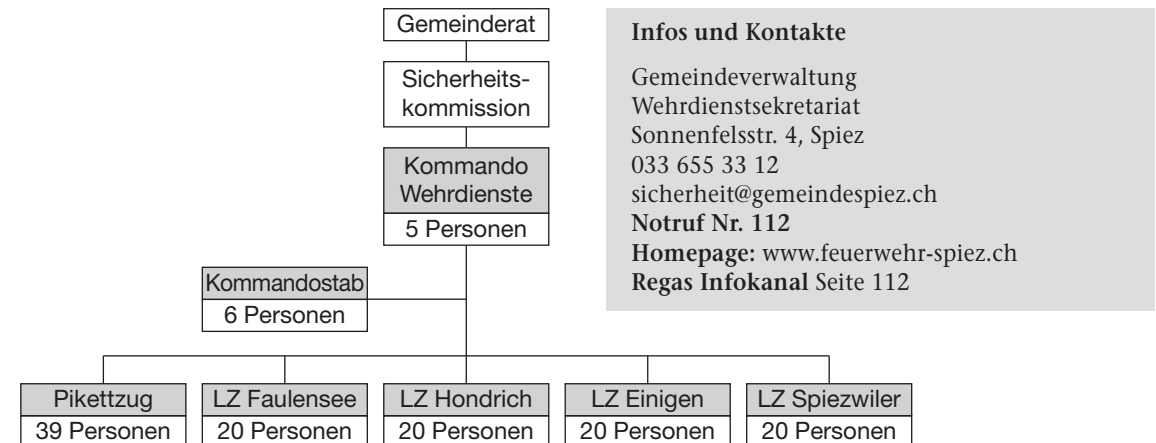 Gemeinderat
Sicherheits-
kommission
Kommando
Wehrdienste
5 Personen
Kommandostab
6 Personen
Pikettzug
39 Personen
LZ Faulensee
20 Personen
LZ Hondrich
20 Personen
LZ Einigen
20 Personen
LZ Spiezwiler
20 Personen
Infos und Kontakte
Gemeindeverwaltung
Wehrdienstsekretariat
Sonnenfelsstr. 4, Spiez
033 655 33 12
sicherheit@gemeindespiez.ch
Notruf Nr. 112
Homepage: www.feuerwehr-spiez.ch
Regas Infokanal Seite 112